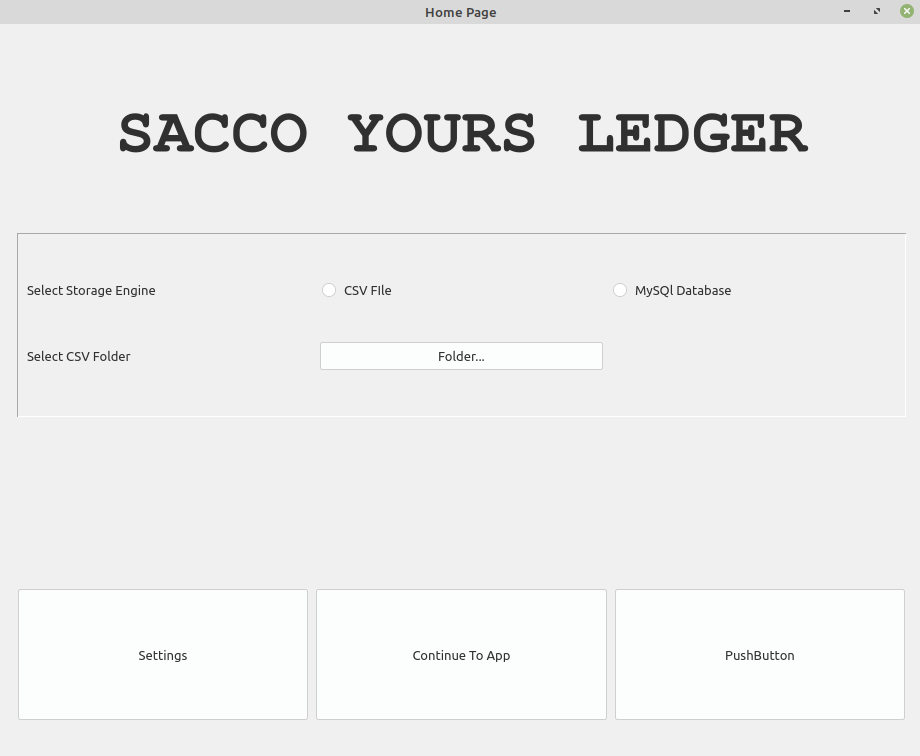 Home Page
SACCO YOURS LEDGER
Select Storage Engine CSV FIle MySQl Database
Select CSV Folder Folder...
Settings Continue To App PushButton